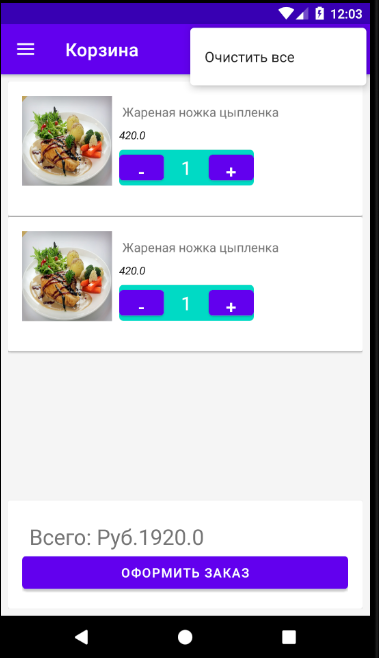 12:03
Корзина
Очистить все
Жареная ножка цыпленка
420.0
- 1 +
Жареная ножка цыпленка
420.0
- 1 +
Всего: Руб.1920.0
ОФОРМИТЬ ЗАКАЗ